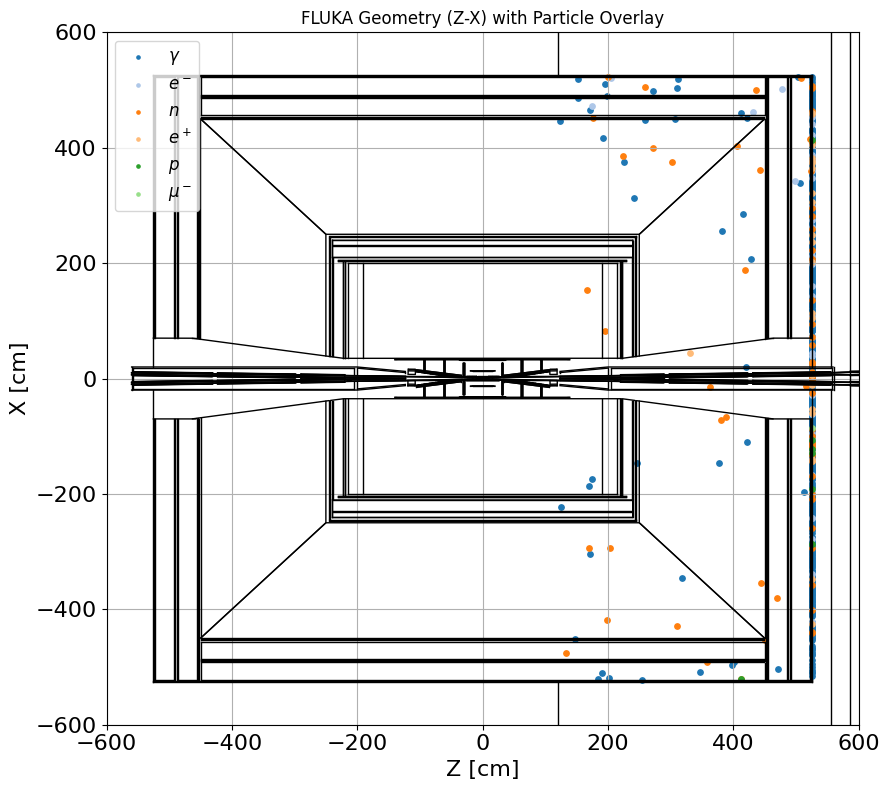 FLUKA Geometry (Z-X) with Particle Overlay
γ
e⁻
n
e⁺
p
μ⁻
600
400
200
0
−200
−400
−600
X [cm]
−600 −400 −200 0 200 400 600
Z [cm]